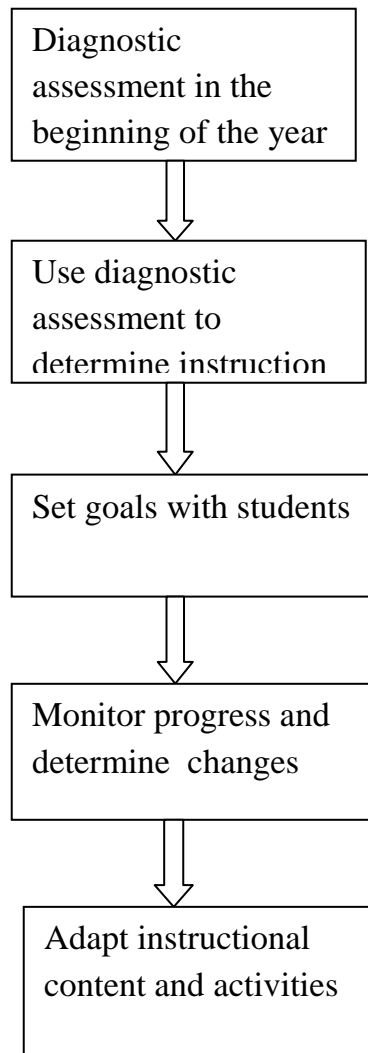 Diagnostic
assessment in the
beginning of the year
Use diagnostic
assessment to
determine instruction
Set goals with students
Monitor progress and
determine  changes
Adapt instructional
content and activities